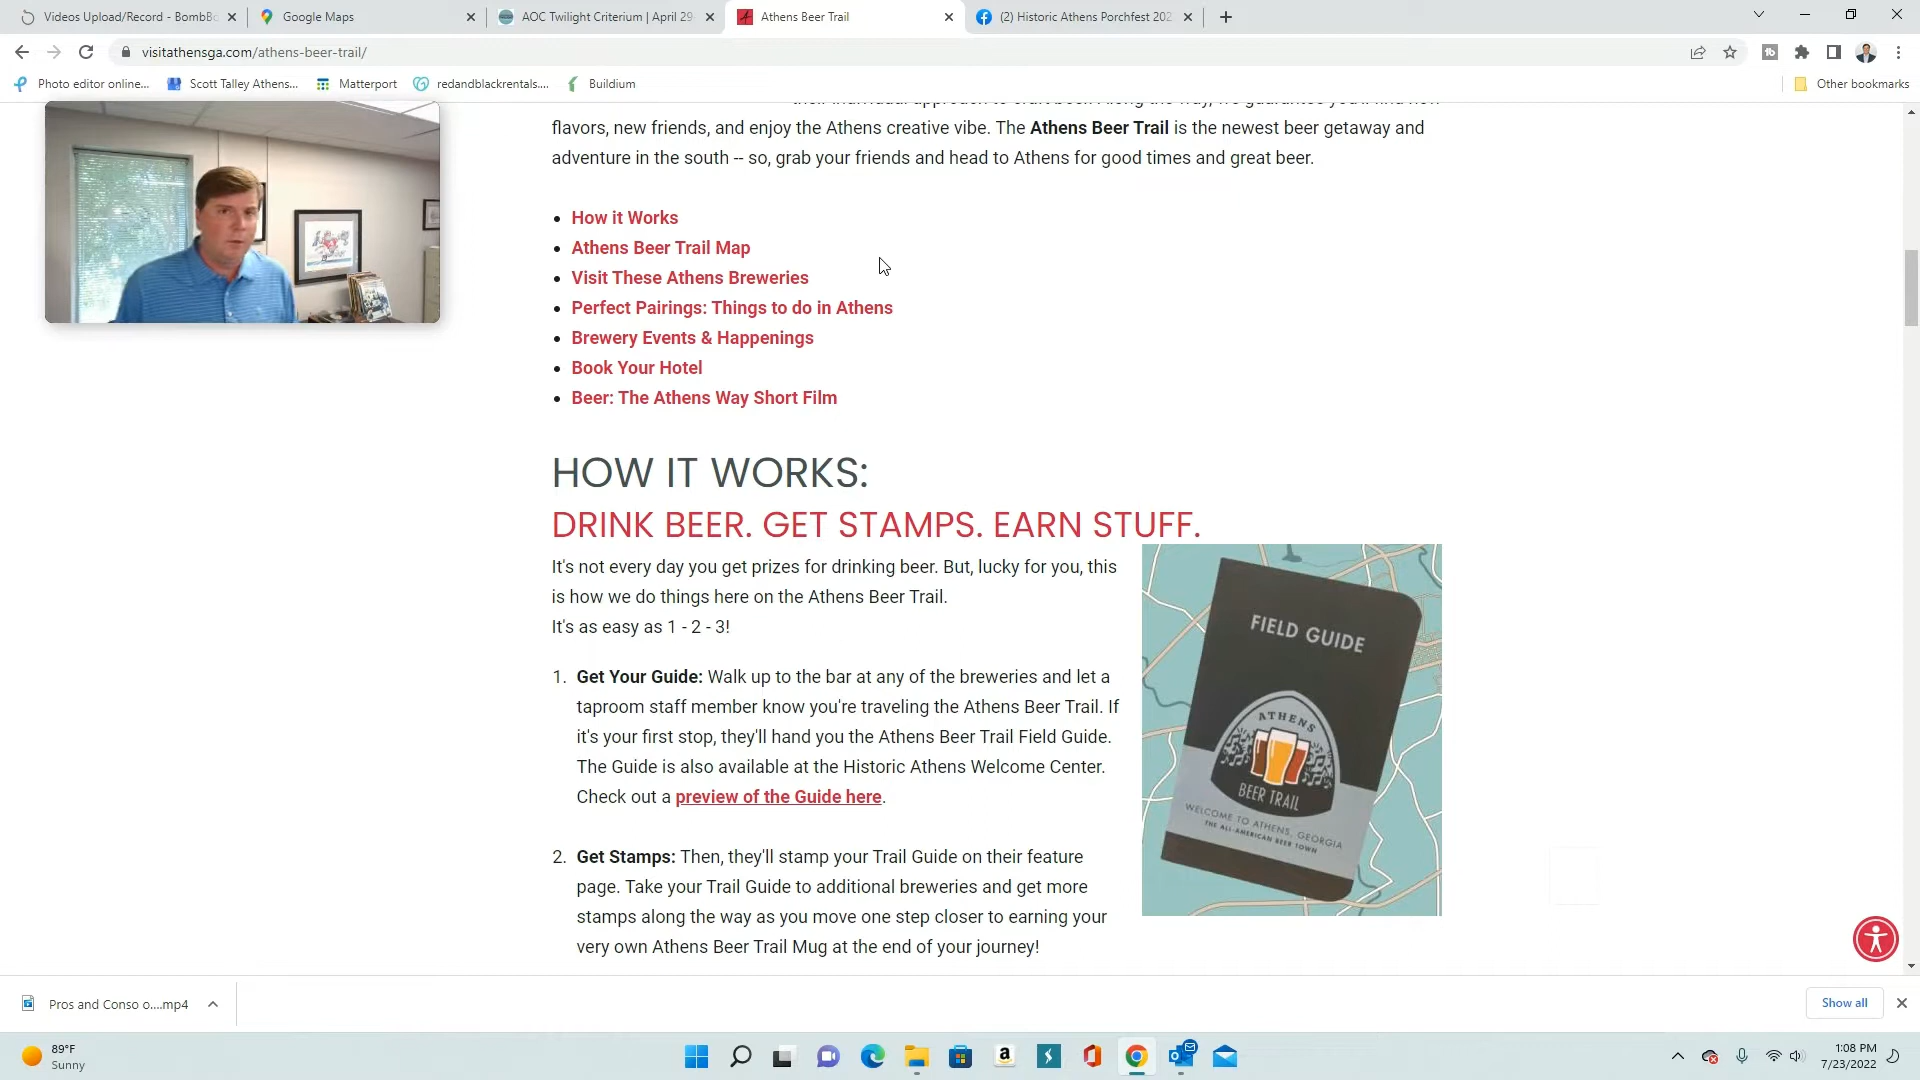 Videos Upload/Record - BombBo
Google Maps
AOC Twilight Criterium | April 29
Athens Beer Trail
(2) Historic Athens Porchfest 202
visitathensga.com/athens-beer-trail/
Photo editor online...
Scott Talley Athens...
Matterport
redandblackrentals....
Buildium
Other bookmarks
flavors, new friends, and enjoy the Athens creative vibe. The Athens Beer Trail is the newest beer getaway and
adventure in the south -- so, grab your friends and head to Athens for good times and great beer.
• How it Works
• Athens Beer Trail Map
• Visit These Athens Breweries
• Perfect Pairings: Things to do in Athens
• Brewery Events & Happenings
• Book Your Hotel
• Beer: The Athens Way Short Film
HOW IT WORKS:
DRINK BEER. GET STAMPS. EARN STUFF.
It's not every day you get prizes for drinking beer. But, lucky for you, this
is how we do things here on the Athens Beer Trail.
It's as easy as 1 - 2 - 3!
1. Get Your Guide: Walk up to the bar at any of the breweries and let a
taproom staff member know you're traveling the Athens Beer Trail. If
it's your first stop, they'll hand you the Athens Beer Trail Field Guide.
The Guide is also available at the Historic Athens Welcome Center.
Check out a preview of the Guide here.
2. Get Stamps: Then, they'll stamp your Trail Guide on their feature
page. Take your Trail Guide to additional breweries and get more
stamps along the way as you move one step closer to earning your
very own Athens Beer Trail Mug at the end of your journey!
FIELD GUIDE
ATHENS
BEER TRAIL
WELCOME TO ATHENS, GEORGIA
THE ALL-AMERICAN BEER TOWN
Pros and Conso o....mp4
Show all
89°F
Sunny
1:08 PM
7/23/2022